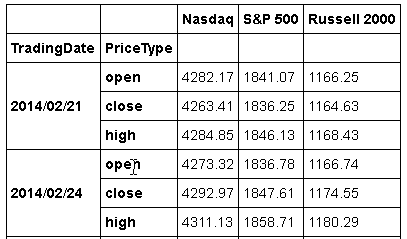 Nasdaq S&P 500 Russell 2000
TradingDate PriceType
open 4282.17 1841.07 1166.25
2014/02/21 close 4263.41 1836.25 1164.63
high 4284.85 1846.13 1168.43
open 4273.32 1836.78 1166.74
2014/02/24 close 4292.97 1847.61 1174.55
high 4311.13 1858.71 1180.29